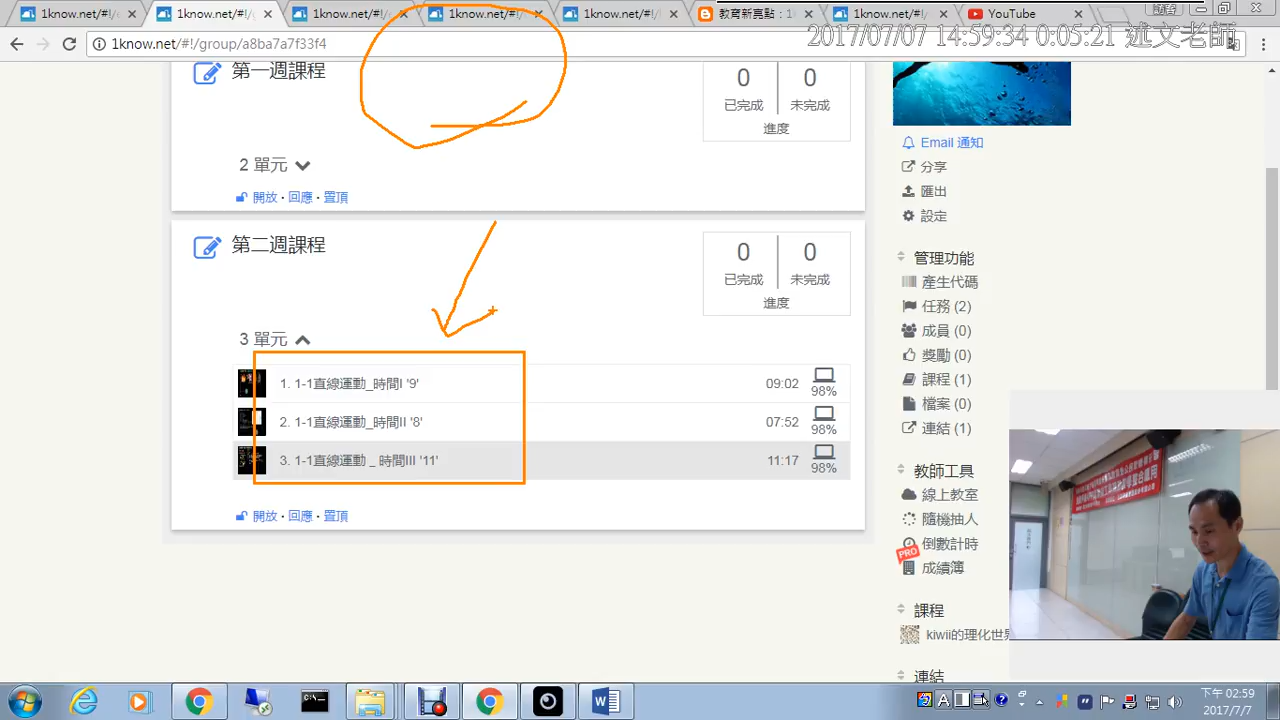 1know.net/#!/
1know.net/#!/
1know.net/#!/
1know.net/#!/
1know.net/#!/
教育新亮點：1
1know.net/#!/
YouTube
1know.net/#!/group/a8ba7a7f33f4
2017/07/07 14:59:34 0:05:21 述文老師
第一週課程
0 0
已完成 未完成
進度
2 單元
開放 · 回應 · 置頂
第二週課程
0 0
已完成 未完成
進度
3 單元
1. 1-1直線運動_時間I '9' 09:02 98%
2. 1-1直線運動_時間II '8' 07:52 98%
3. 1-1直線運動 _ 時間III '11' 11:17 98%
開放 · 回應 · 置頂
Email 通知
分享
匯出
設定
管理功能
產生代碼
任務 (2)
成員 (0)
獎勵 (0)
課程 (1)
檔案 (0)
連結 (1)
教師工具
線上教室
隨機抽人
倒數計時
PRO
成績簿
課程
kiwii的理化世界
連結
下午 02:59
2017/7/7